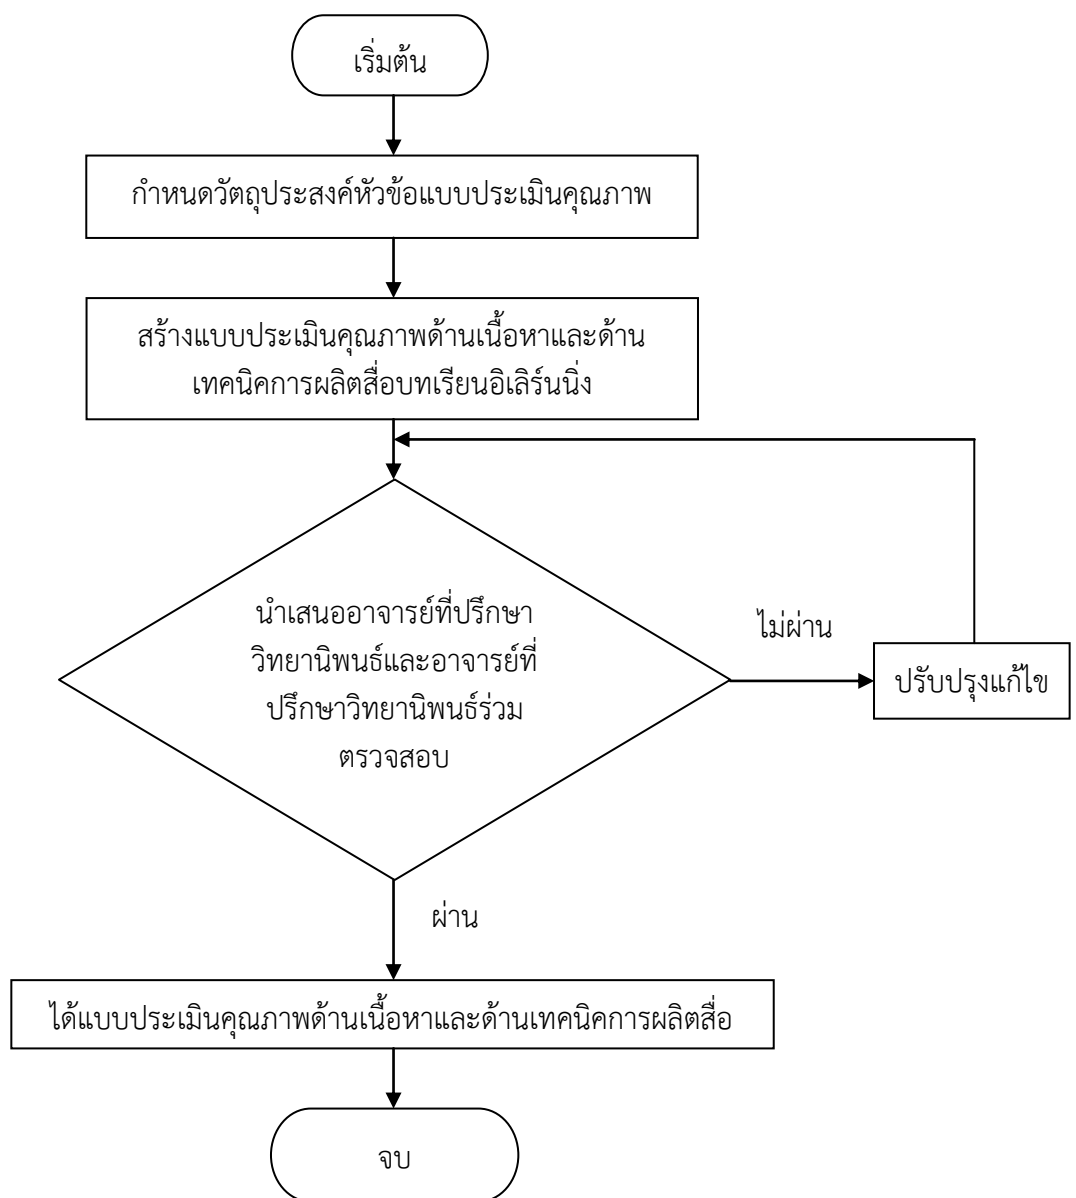 เริ่มต้น
กำหนดวัตถุประสงค์หัวข้อแบบประเมินคุณภาพ
สร้างแบบประเมินคุณภาพด้านเนื้อหาและด้าน
เทคนิคการผลิตสื่อบทเรียนอิเลิร์นนิ่ง
นำเสนออาจารย์ที่ปรึกษา
วิทยานิพนธ์และอาจารย์ที่
ปรึกษาวิทยานิพนธ์ร่วม
ตรวจสอบ
ไม่ผ่าน
ปรับปรุงแก้ไข
ผ่าน
ได้แบบประเมินคุณภาพด้านเนื้อหาและด้านเทคนิคการผลิตสื่อ
จบ